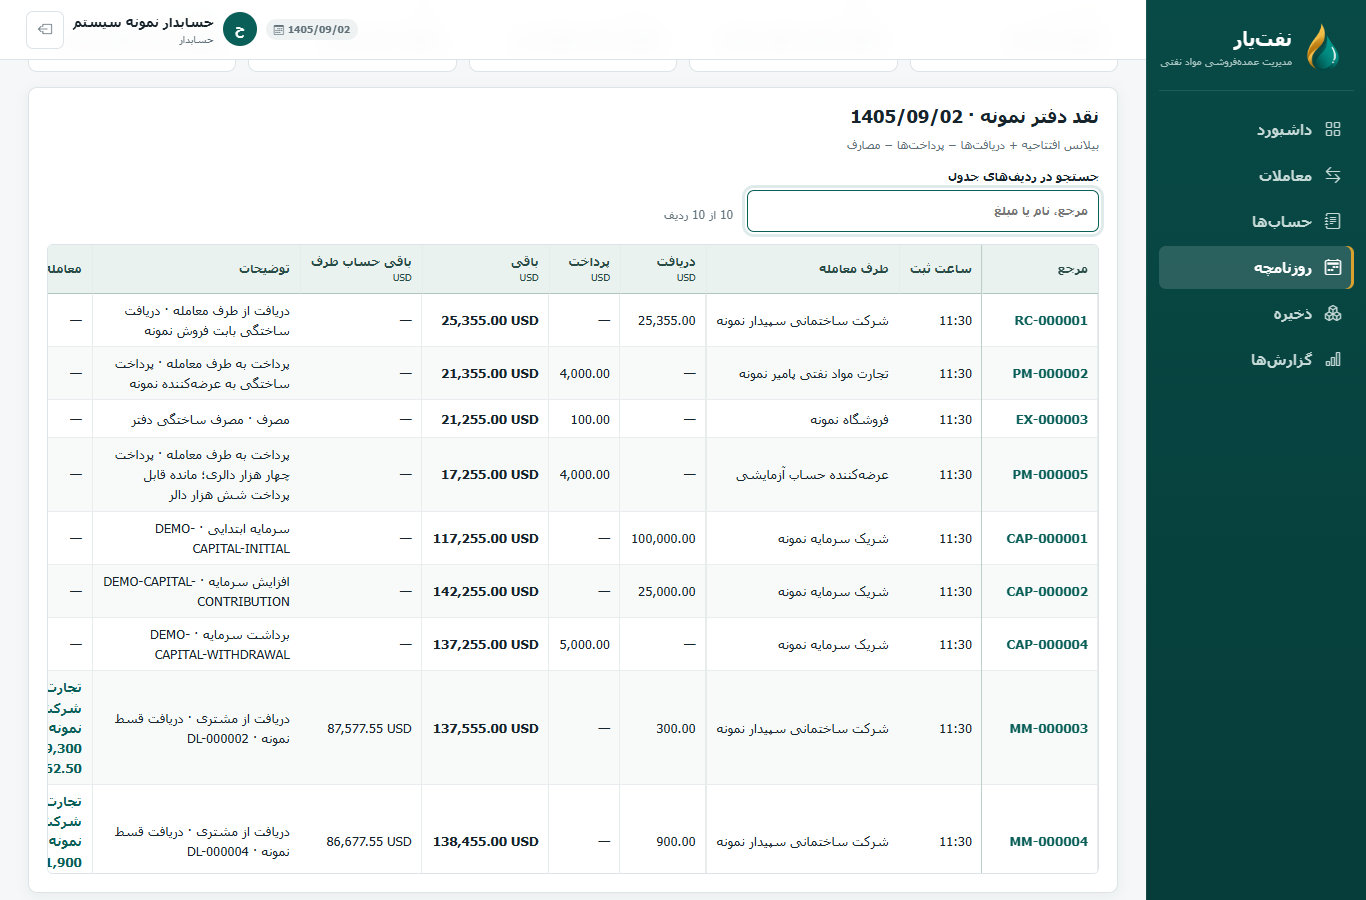 نفت‌یار
مدیریت عمده‌فروشی مواد نفتی
داشبورد
معاملات
حساب‌ها
روزنامچه
ذخیره
گزارش‌ها
1405/09/02
ح
حسابدار نمونه سیستم
حسابدار
نقد دفتر نمونه · 1405/09/02
بیلانس افتتاحیه + دریافت‌ها − پرداخت‌ها − مصارف
جستجو در ردیف‌های جدول
مرجع، نام یا مبلغ
10 از 10 ردیف
مرجع ساعت ثبت طرف معامله دریافت USD پرداخت USD باقی USD باقی حساب طرف USD توضیحات معامله
RC-000001 11:30 شرکت ساختمانی سپیدار نمونه 25,355.00 — 25,355.00 USD — دریافت از طرف معامله · دریافت
ساختگی بابت فروش نمونه —
PM-000002 11:30 تجارت مواد نفتی پامیر نمونه — 4,000.00 21,355.00 USD — پرداخت به طرف معامله · پرداخت
ساختگی به عرضه‌کننده نمونه —
EX-000003 11:30 فروشگاه نمونه — 100.00 21,255.00 USD — مصرف · مصرف ساختگی دفتر —
PM-000005 11:30 عرضه‌کننده حساب آزمایشی — 4,000.00 17,255.00 USD — پرداخت به طرف معامله · پرداخت
چهار هزار دالری؛ مانده قابل
پرداخت شش هزار دالر —
CAP-000001 11:30 شریک سرمایه نمونه 100,000.00 — 117,255.00 USD — سرمایه ابتدایی · DEMO-
CAPITAL-INITIAL —
CAP-000002 11:30 شریک سرمایه نمونه 25,000.00 — 142,255.00 USD — افزایش سرمایه · DEMO-CAPITAL-
CONTRIBUTION —
CAP-000004 11:30 شریک سرمایه نمونه — 5,000.00 137,255.00 USD — برداشت سرمایه · DEMO-
CAPITAL-WITHDRAWAL —
MM-000003 11:30 شرکت ساختمانی سپیدار نمونه 300.00 — 137,555.00 USD 87,577.55 USD دریافت از مشتری · دریافت قسط
نمونه · DL-000002
تجارت
نمونه
9,300
62.50
MM-000004 11:30 شرکت ساختمانی سپیدار نمونه 900.00 — 138,455.00 USD 86,677.55 USD دریافت از مشتری · دریافت قسط
نمونه · DL-000004
تجارت
نمونه
1,900